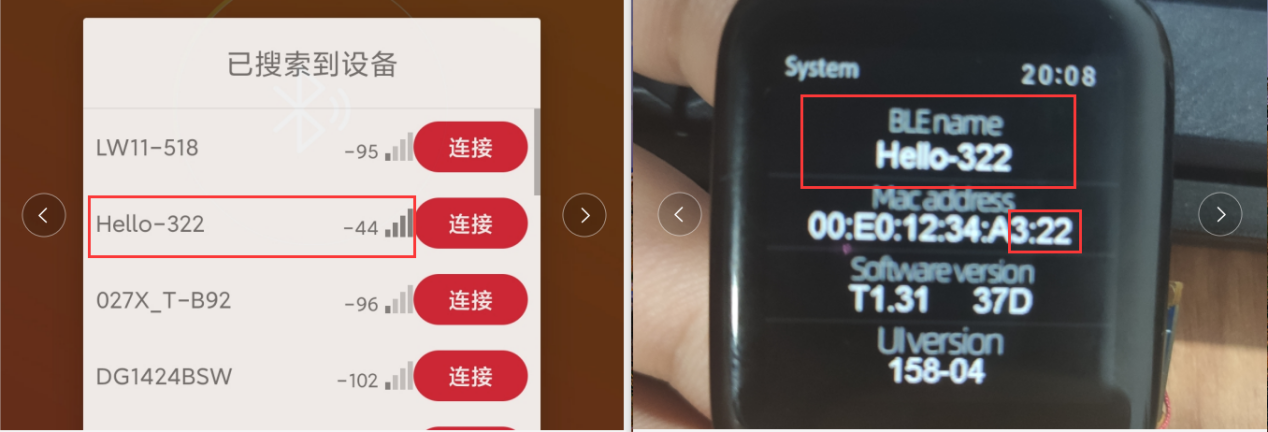 已搜索到设备
LW11-518
-95
连接
Hello-322
-44
连接
027X_T-B92
-96
连接
DG1424BSW
-102
连接
System
20:08
BLE name
Hello-322
Mac address
00:E0:12:34:A3:22
Software version
T1.31 37D
UI version
158-04